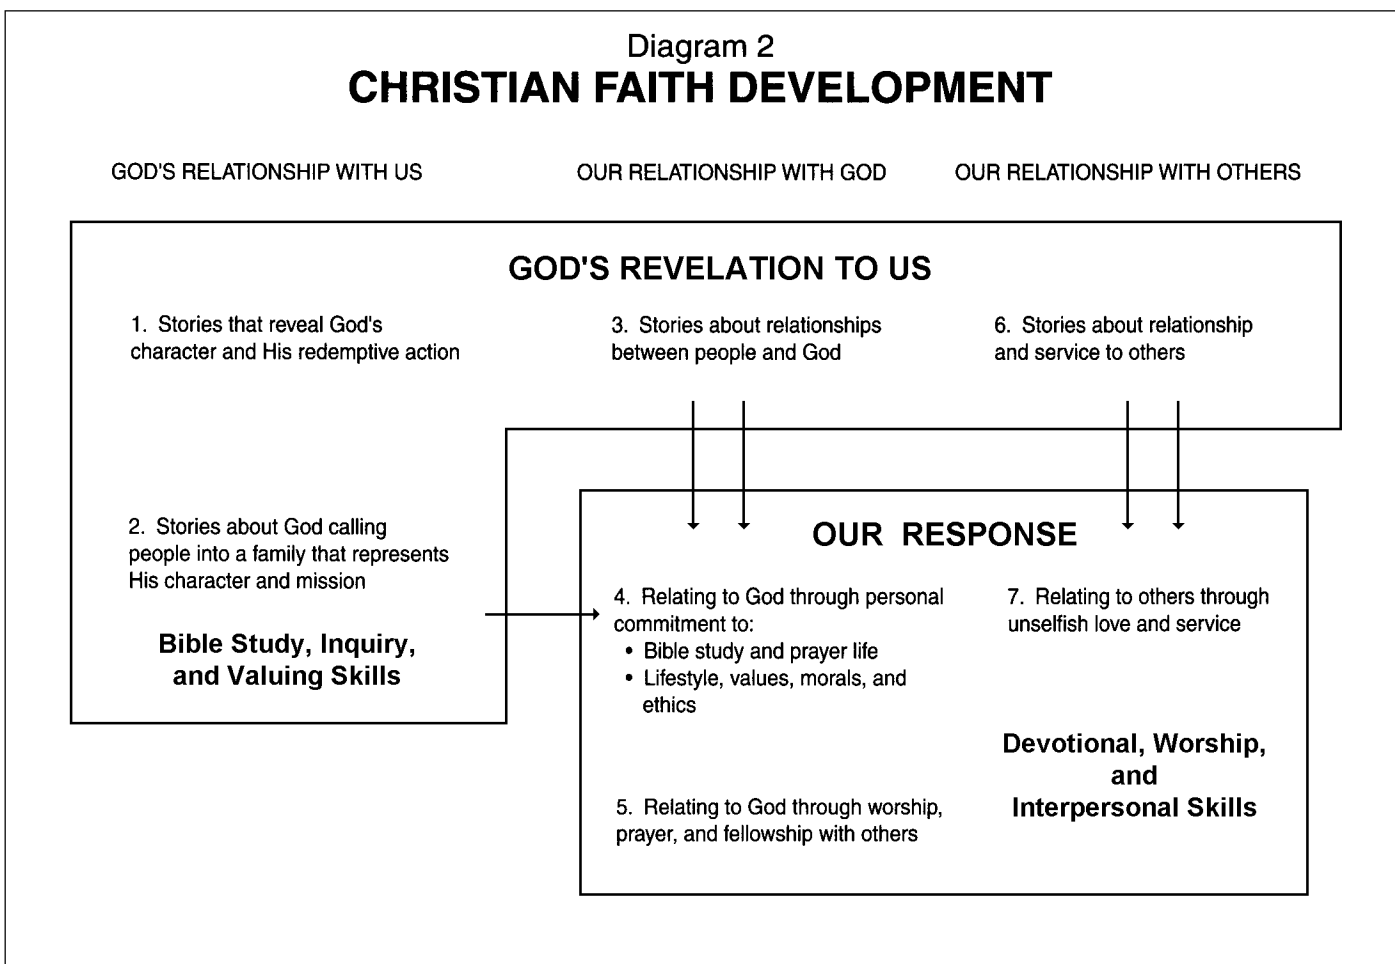 Diagram 2
CHRISTIAN FAITH DEVELOPMENT
GOD'S RELATIONSHIP WITH US
OUR RELATIONSHIP WITH GOD
OUR RELATIONSHIP WITH OTHERS
GOD'S REVELATION TO US
1. Stories that reveal God's
character and His redemptive action
3. Stories about relationships
between people and God
6. Stories about relationship
and service to others
2. Stories about God calling
people into a family that represents
His character and mission
Bible Study, Inquiry,
and Valuing Skills
OUR RESPONSE
4. Relating to God through personal
commitment to:
• Bible study and prayer life
• Lifestyle, values, morals, and
ethics
5. Relating to God through worship,
prayer, and fellowship with others
7. Relating to others through
unselfish love and service
Devotional, Worship,
and
Interpersonal Skills